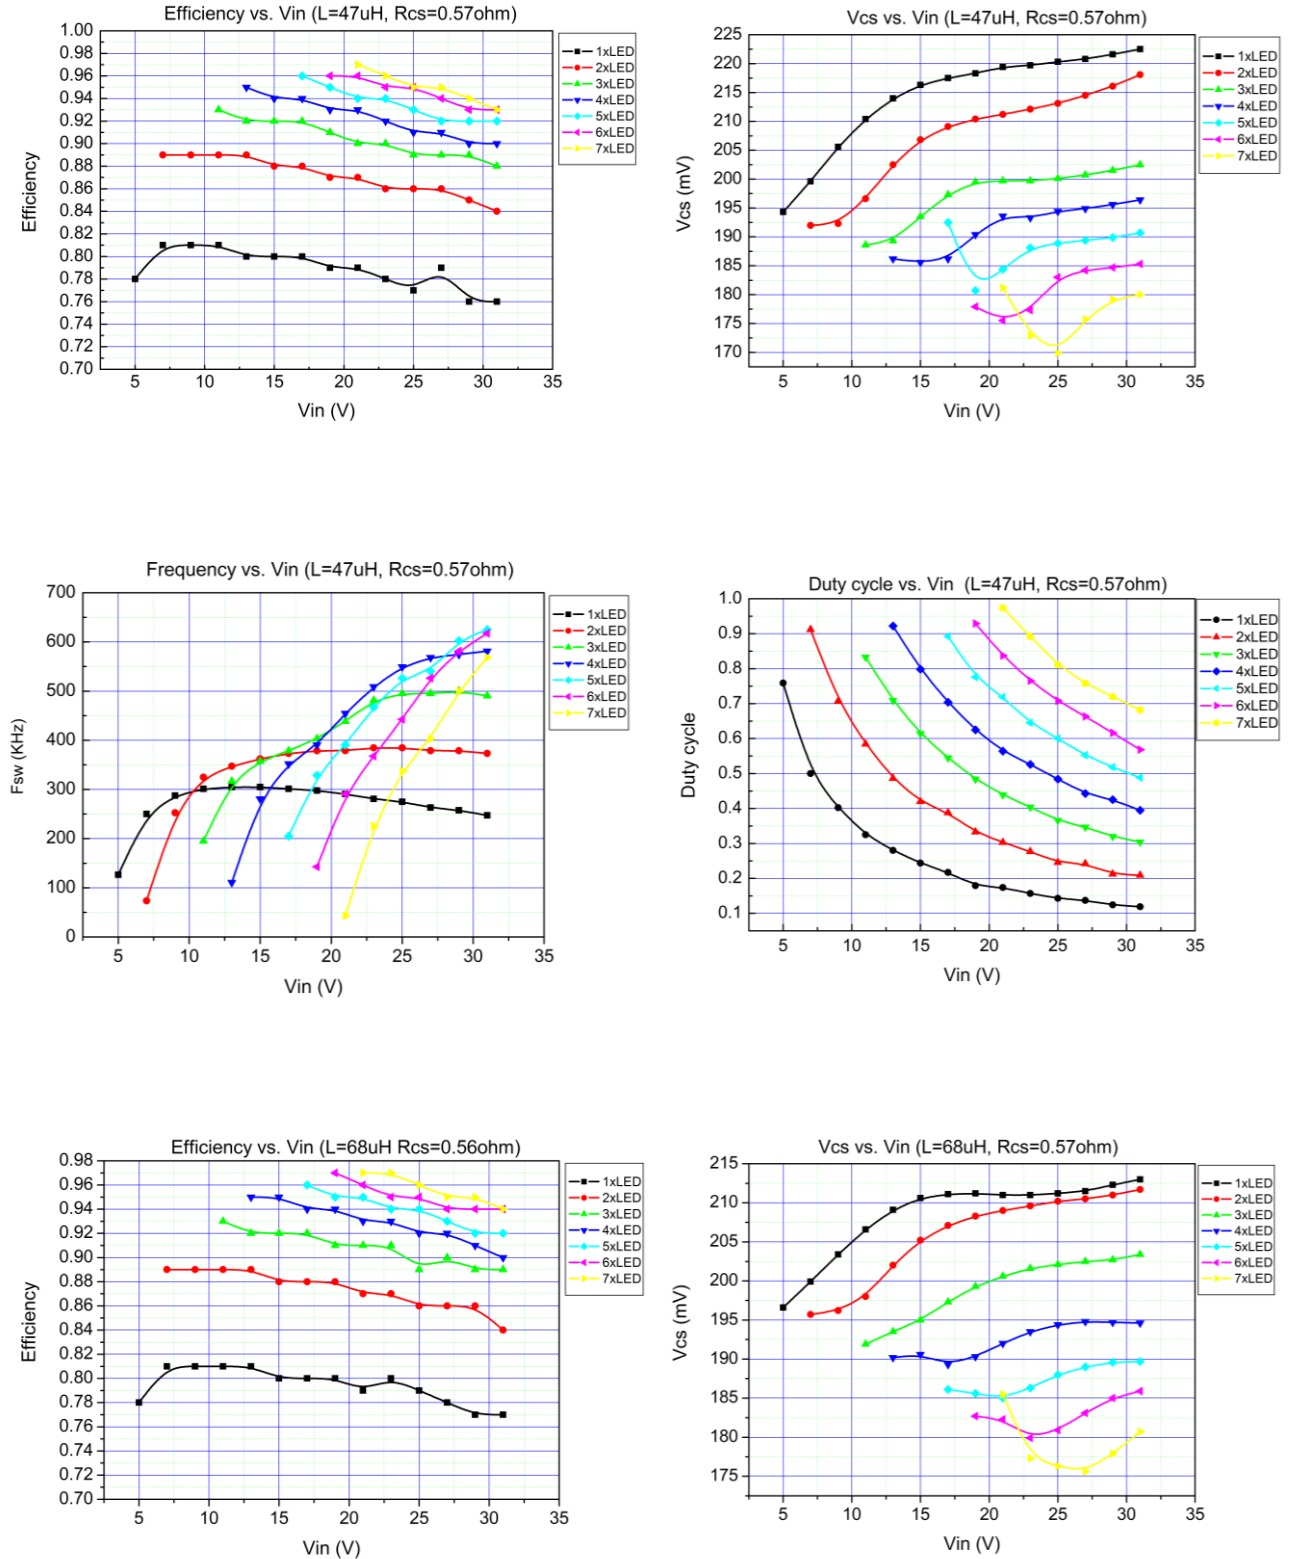 Efficiency vs. Vin (L=47uH, Rcs=0.57ohm)
1.00
0.98
0.96
0.94
0.92
0.90
0.88
0.86
0.84
0.82
0.80
0.78
0.76
0.74
0.72
0.70
Efficiency
5 10 15 20 25 30 35
Vin (V)
1xLED
2xLED
3xLED
4xLED
5xLED
6xLED
7xLED
Vcs vs. Vin (L=47uH, Rcs=0.57ohm)
225
220
215
210
205
200
195
190
185
180
175
170
Vcs (mV)
5 10 15 20 25 30 35
Vin (V)
1xLED
2xLED
3xLED
4xLED
5xLED
6xLED
7xLED
Frequency vs. Vin (L=47uH, Rcs=0.57ohm)
700
600
500
400
300
200
100
0
Fsw (KHz)
5 10 15 20 25 30 35
Vin (V)
1xLED
2xLED
3xLED
4xLED
5xLED
6xLED
7xLED
Duty cycle vs. Vin (L=47uH, Rcs=0.57ohm)
1.0
0.9
0.8
0.7
0.6
0.5
0.4
0.3
0.2
0.1
Duty cycle
5 10 15 20 25 30 35
Vin (V)
1xLED
2xLED
3xLED
4xLED
5xLED
6xLED
7xLED
Efficiency vs. Vin (L=68uH Rcs=0.56ohm)
0.98
0.96
0.94
0.92
0.90
0.88
0.86
0.84
0.82
0.80
0.78
0.76
0.74
0.72
0.70
Efficiency
5 10 15 20 25 30 35
Vin (V)
1xLED
2xLED
3xLED
4xLED
5xLED
6xLED
7xLED
Vcs vs. Vin (L=68uH, Rcs=0.57ohm)
215
210
205
200
195
190
185
180
175
Vcs (mV)
5 10 15 20 25 30 35
Vin (V)
1xLED
2xLED
3xLED
4xLED
5xLED
6xLED
7xLED